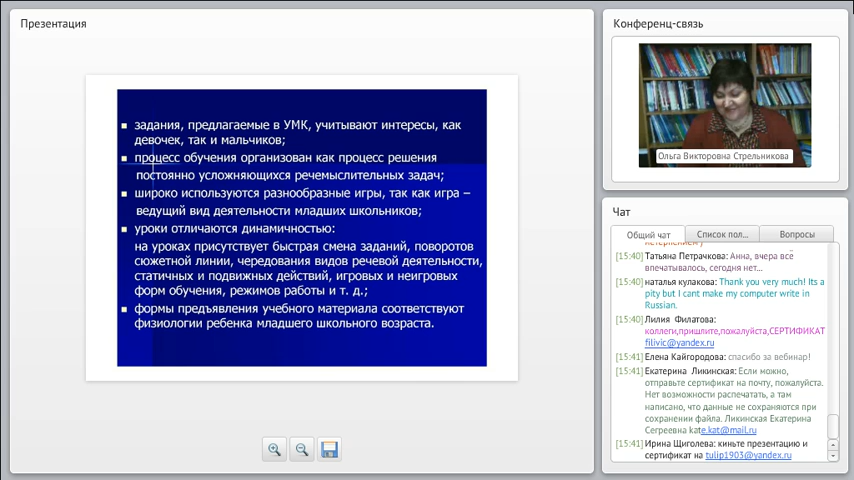 Презентация
задания, предлагаемые в УМК, учитывают интересы, как
девочек, так и мальчиков;
процесс обучения организован как процесс решения
постоянно усложняющихся речемыслительных задач;
широко используются разнообразные игры, так как игра –
ведущий вид деятельности младших школьников;
уроки отличаются динамичностью:
на уроках присутствует быстрая смена заданий, поворотов
сюжетной линии, чередования видов речевой деятельности,
статичных и подвижных действий, игровых и неигровых
форм обучения, режимов работы и т. д.;
формы предъявления учебного материала соответствуют
физиологии ребенка младшего школьного возраста.
Конференц-связь
Ольга Викторовна Стрельникова
Чат
Общий чат
Список пол...
Вопросы
[15:40] Татьяна Петрачкова: Анна, вчера всё
впечатывалось, сегодня нет...
[15:40] наталья кулакова: Thank you very much! Its a
pity but I cant make my computer write in
Russian.
[15:40] Лилия Филатова:
коллеги,пришлите,пожалуйста,СЕРТИФИКАТ
filivic@yandex.ru
[15:41] Елена Кайгородова: спасибо за вебинар!
[15:41] Екатерина Ликинская: Если можно,
отправьте сертификат на почту, пожалуйста.
Нет возможности распечатать, а там
написано, что данные не сохраняются при
сохранении файла. Ликинская Екатерина
Сегреевна kate.kat@mail.ru
[15:41] Ирина Щиголева: киньте презентацию и
сертификат на tulip1903@yandex.ru